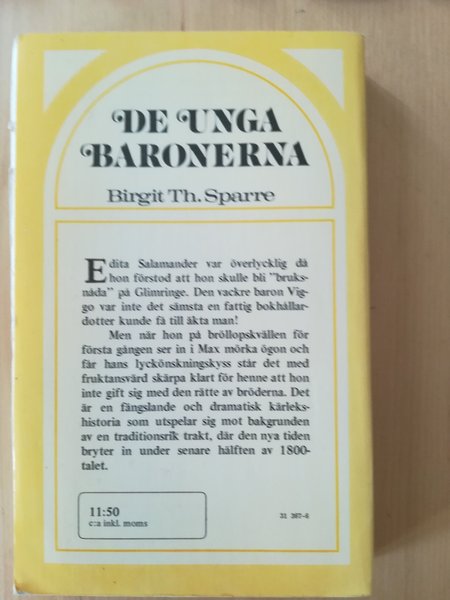 DE UNGA
BARONERNA
Birgit Th. Sparre
Edita Salamander var överlycklig då
hon förstod att hon skulle bli "bruks-
nåda" på Glimringe. Den vackre baron Vig-
go var inte det sämsta en fattig bokhållar-
dotter kunde få till äkta man!
Men när hon på bröllopskvällen för
första gången ser in i Max mörka ögon och
får hans lyckönskningskyss står det med
fruktansvärd skärpa klart för henne att hon
inte gift sig med den rätte av bröderna. Det
är en fängslande och dramatisk kärleks-
historia som utspelar sig mot bakgrunden
av en traditionsrik trakt, där den nya tiden
bryter in under senare hälften av 1800-
talet.
11:50
c:a inkl. moms
31 367-6